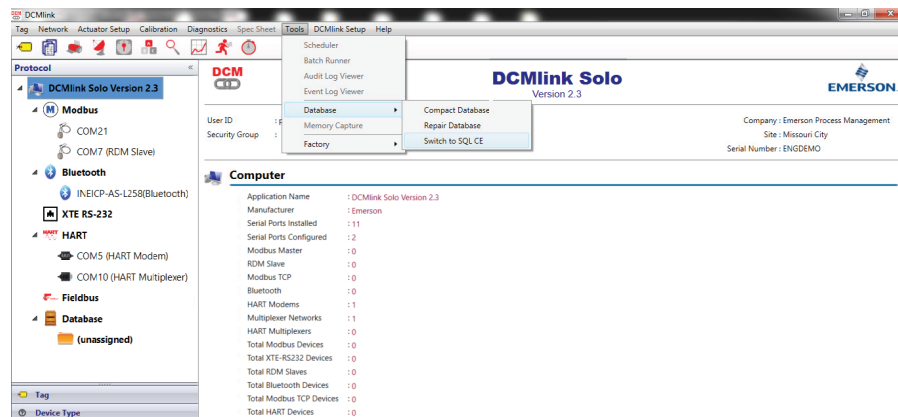 DCMlink
Tag Network Actuator Setup Calibration Diagnostics Spec Sheet Tools DCMlink Setup Help
Scheduler
Batch Runner
Audit Log Viewer
Event Log Viewer
Database
Memory Capture
Factory
Compact Database
Repair Database
Switch to SQL CE
Protocol
DCMlink Solo Version 2.3
Modbus
COM21
COM7 (RDM Slave)
Bluetooth
INEICP-AS-L258(Bluetooth)
XTE RS-232
HART
COM5 (HART Modem)
COM10 (HART Multiplexer)
Fieldbus
Database
(unassigned)
Tag
Device Type
DCM
DCMlink Solo
Version 2.3
EMERSON
User ID : 
Security Group :
Company : Emerson Process Management
Site : Missouri City
Serial Number : ENGDEMO
Computer
Application Name : DCMlink Solo Version 2.3
Manufacturer : Emerson
Serial Ports Installed : 11
Serial Ports Configured : 2
Modbus Master : 0
RDM Slave : 0
Modbus TCP : 0
Bluetooth : 0
HART Modems : 1
Multiplexer Networks : 1
HART Multiplexers : 0
Total Modbus Devices : 0
Total XTE-RS232 Devices : 0
Total RDM Slaves : 0
Total Bluetooth Devices : 0
Total Modbus TCP Devices : 0
Total HART Devices : 0